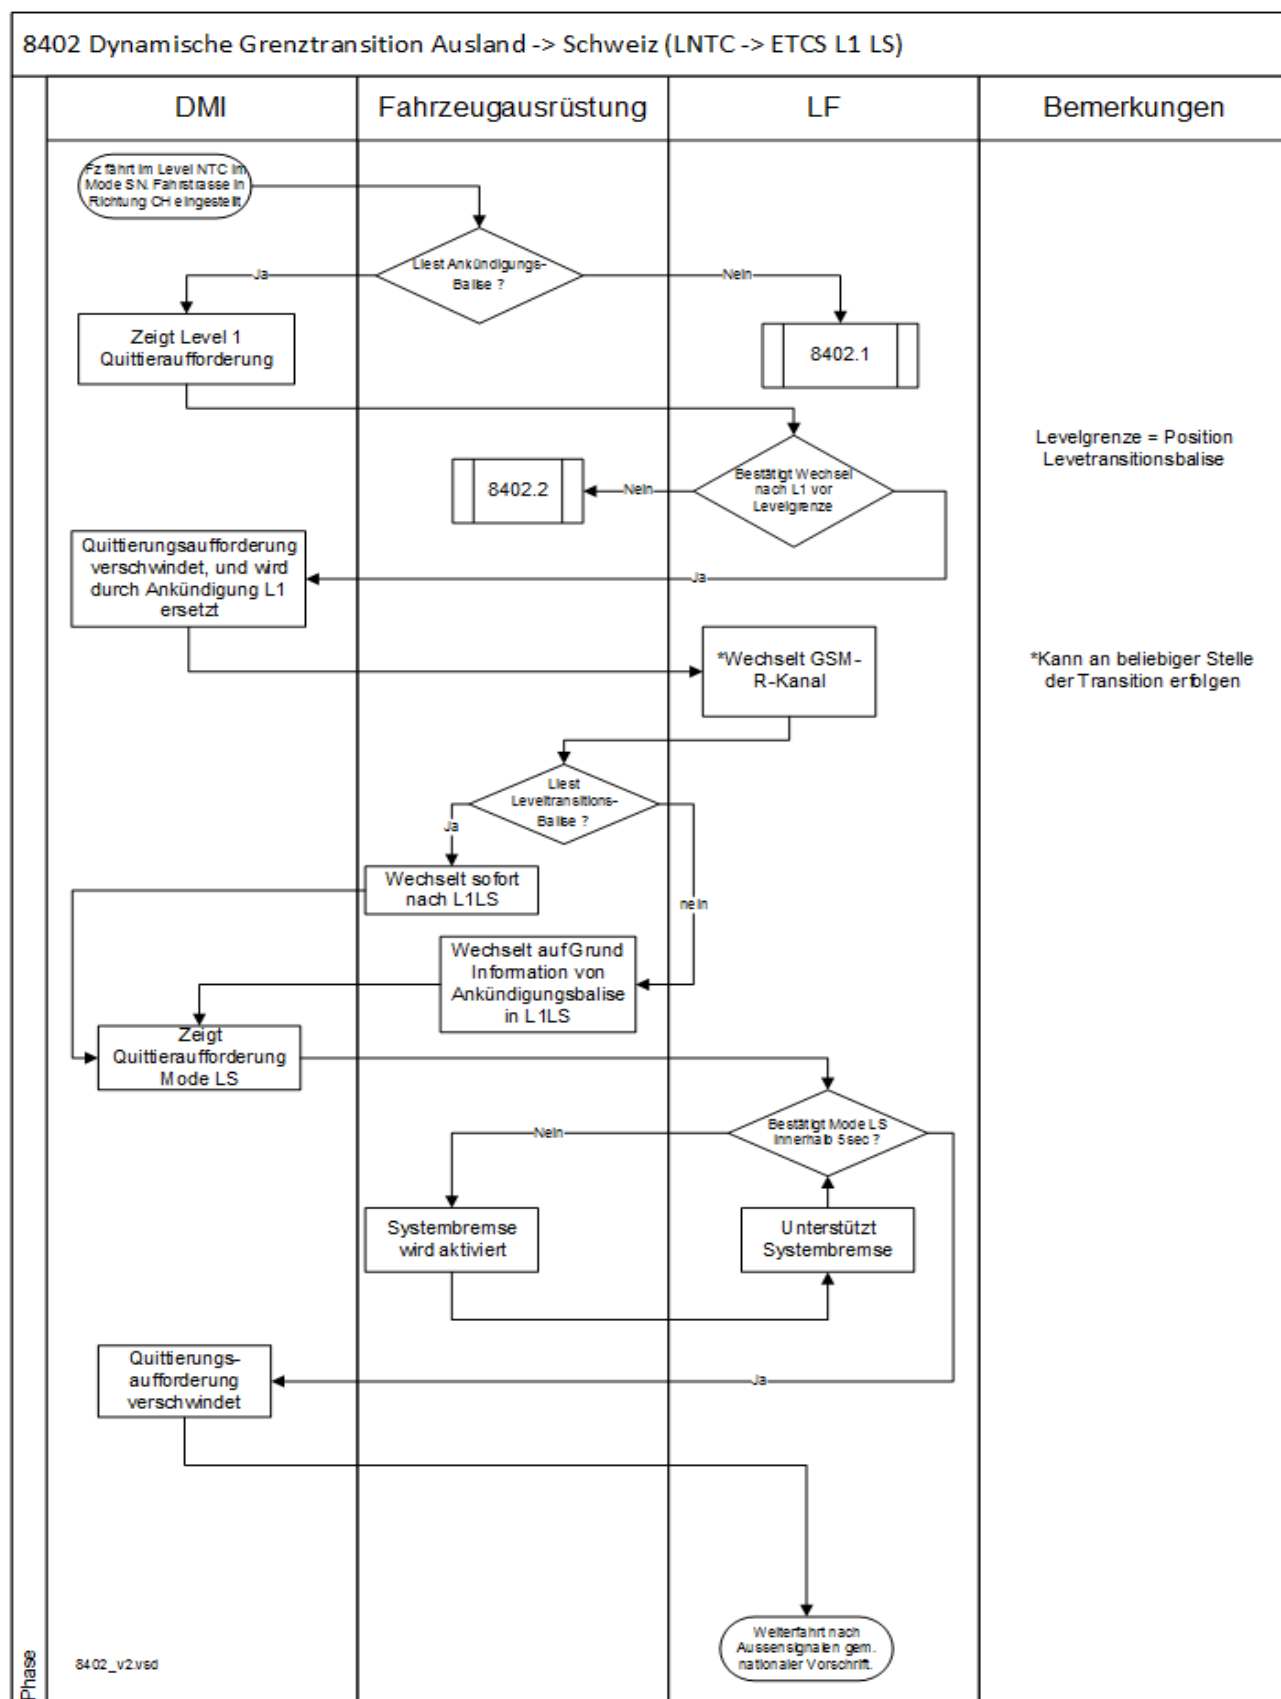 8402 Dynamische Grenztransition Ausland -> Schweiz (LNTC -> ETCS L1 LS)
DMI
Fahrzeugausrüstung
LF
Bemerkungen
Fz fährt im Level NTC im
Mode SN. Fahrstrasse in
Richtung CH eingestellt
Liest Ankündigungs-
Balise ?
Ja
Nein
Zeigt Level 1
Quittieraufforderung
8402.1
Levelgrenze = Position
Levetransitionsbalise
Bestätigt Wechsel
nach L1 vor
Levelgrenze
Nein
8402.2
Ja
Quittierungsaufforderung
verschwindet, und wird
durch Ankündigung L1
ersetzt
*Wechselt GSM-
R-Kanal
*Kann an beliebiger Stelle
der Transition erfolgen
Liest
Leveltransitions-
Balise ?
Ja
nein
Wechselt sofort
nach L1LS
Wechselt auf Grund
Information von
Ankündigungsbalise
in L1LS
Zeigt
Quittieraufforderung
Mode LS
Bestätigt Mode LS
innerhalb 5sec ?
Nein
Systembremse
wird aktiviert
Unterstützt
Systembremse
Quittierungs-
aufforderung
verschwindet
Ja
Weiterfahrt nach
Aussensignalen gem.
nationaler Vorschrift.
8402_v2.vsd
Phase